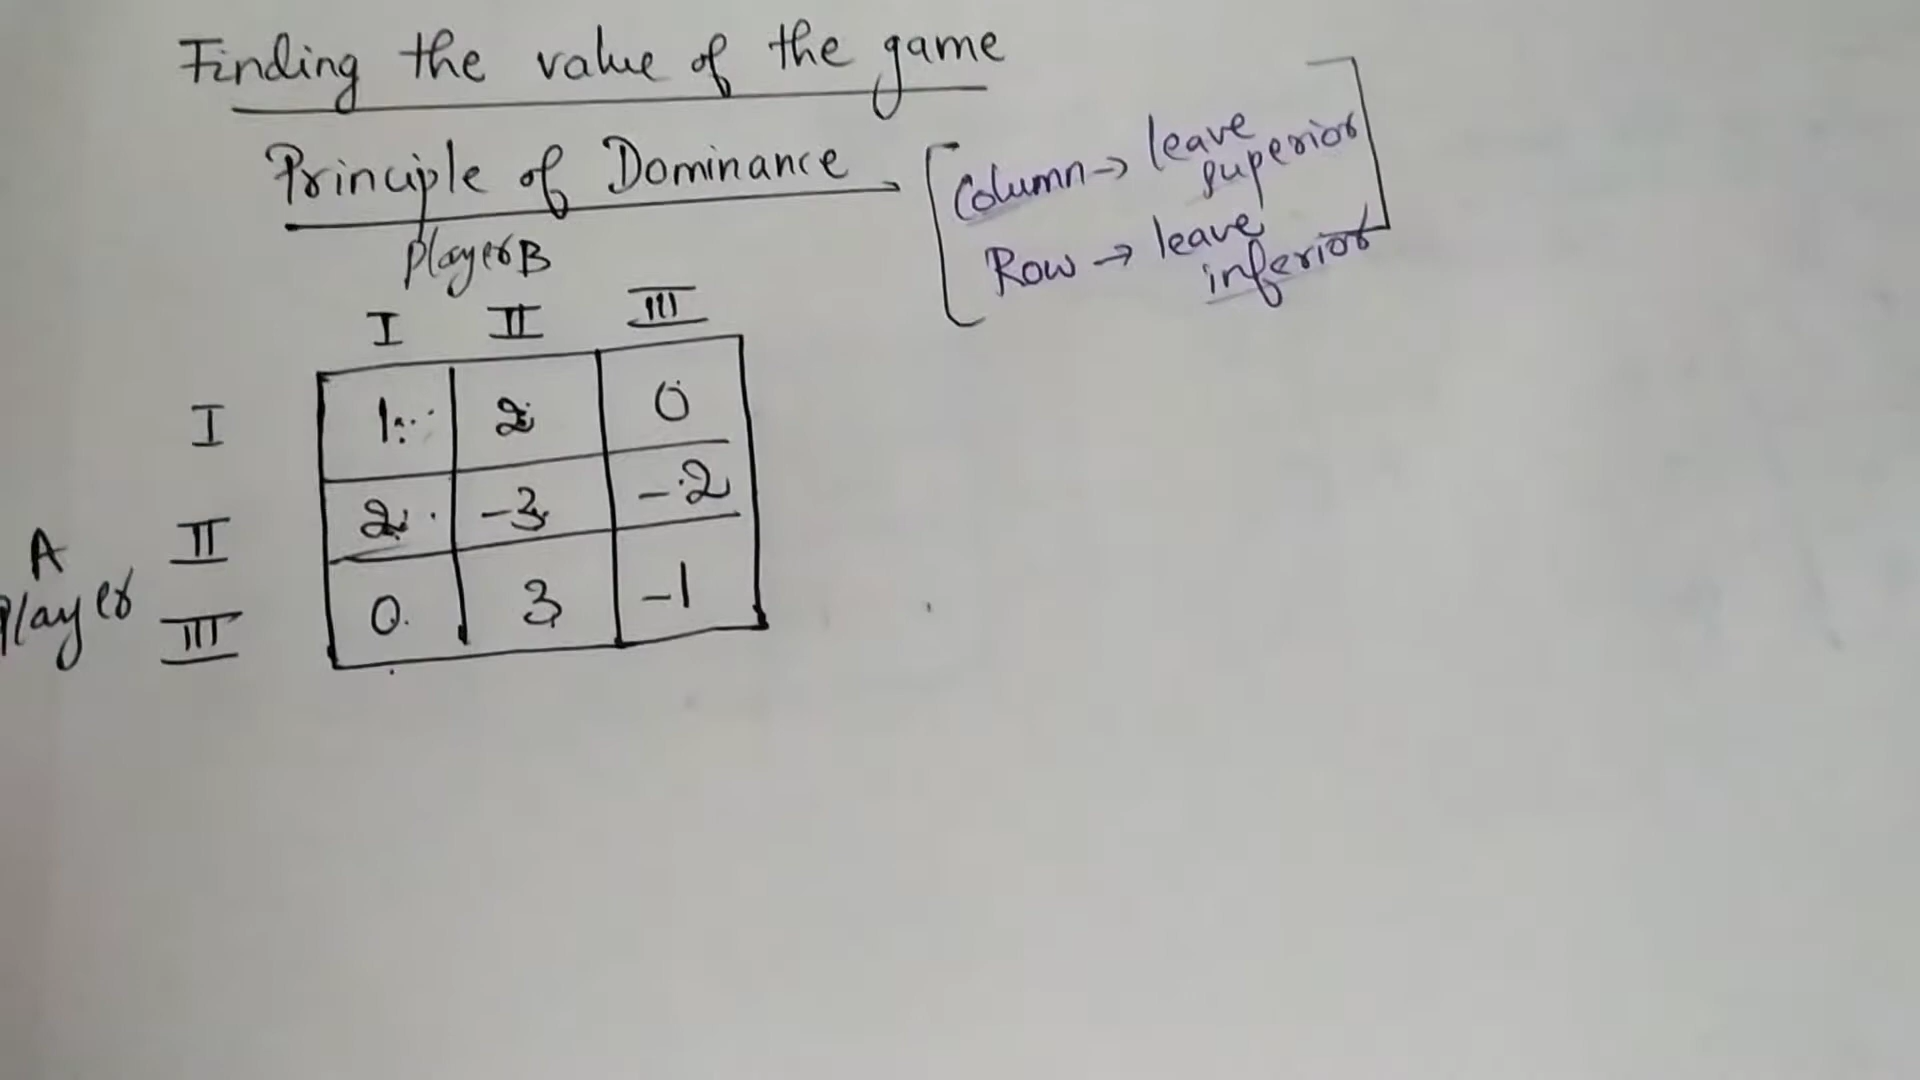 Finding the value of the game
Principle of Dominance
Column → leave superior
Row → leave inferior
Player B
I II III
I 1 2 0
II 2 -3 -2
III 0 3 -1
A
Player